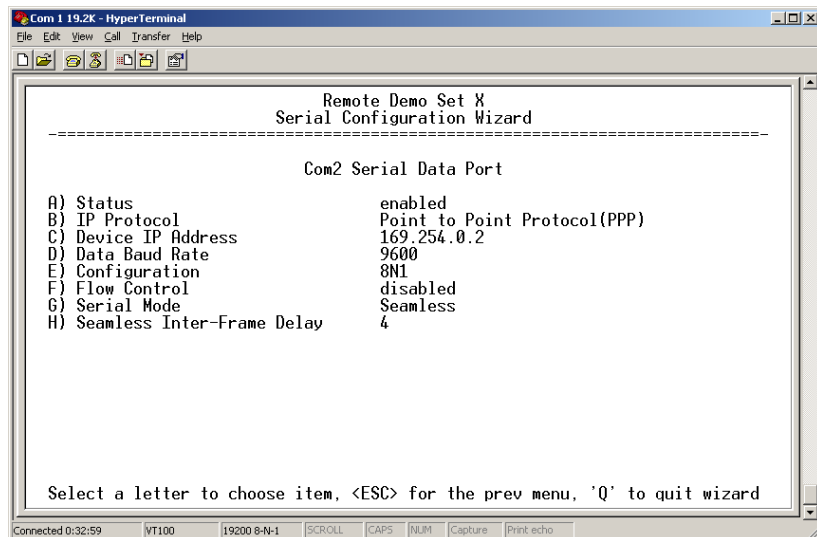 Com 1 19.2K - HyperTerminal
File Edit View Call Transfer Help
Remote Demo Set X
Serial Configuration Wizard
-==========================================================================-
Com2 Serial Data Port
A) Status enabled
B) IP Protocol Point to Point Protocol(PPP)
C) Device IP Address 169.254.0.2
D) Data Baud Rate 9600
E) Configuration 8N1
F) Flow Control disabled
G) Serial Mode Seamless
H) Seamless Inter-Frame Delay 4
Select a letter to choose item, <ESC> for the prev menu, 'Q' to quit wizard
Connected 0:32:59 VT100 19200 8-N-1 SCROLL CAPS NUM Capture Print echo